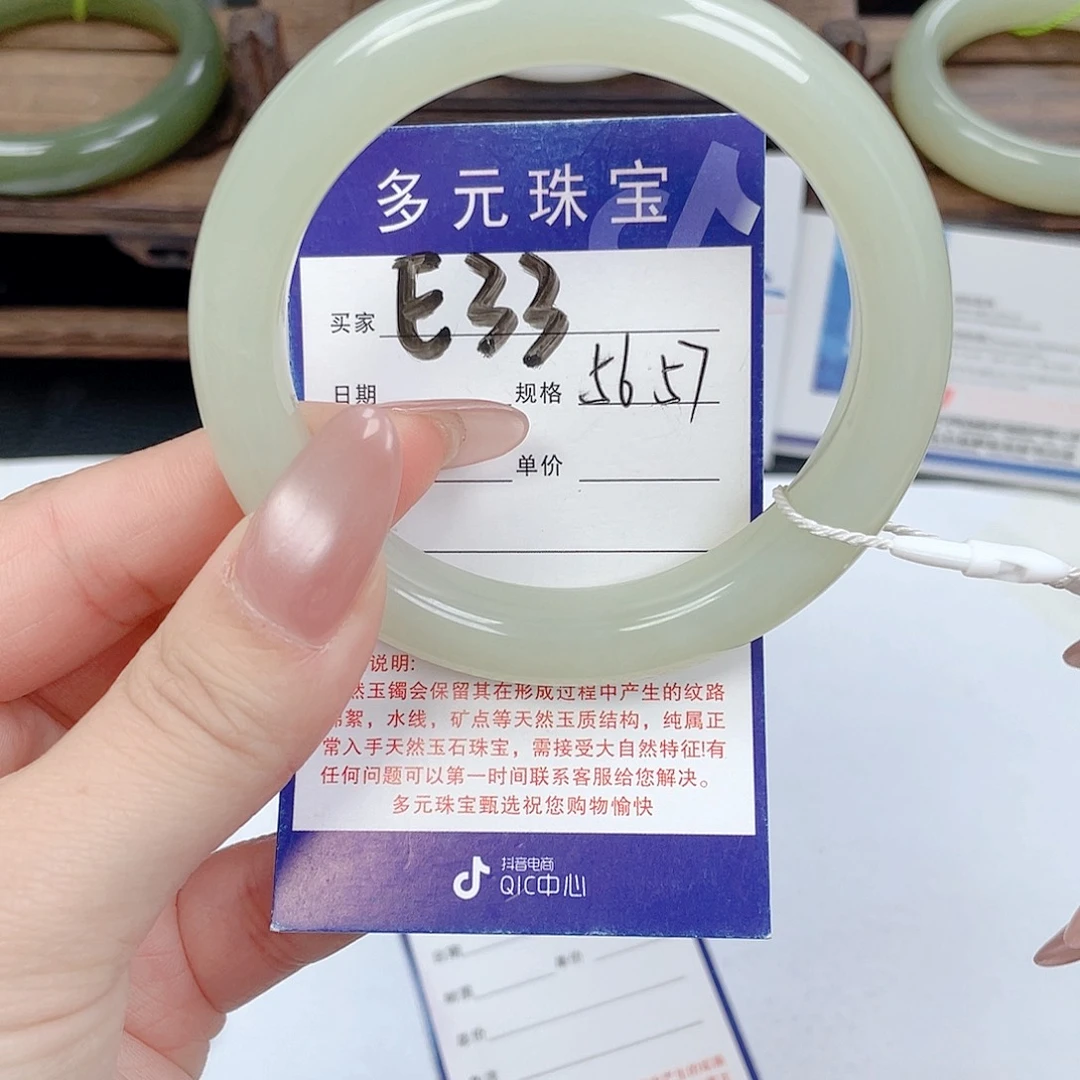 多元珠宝
买家 E33
日期 规格 56.57
单价
说明:
然玉镯会保留其在形成过程中产生的纹路
棉絮，水线，矿点等天然玉质结构，纯属正
常入手天然玉石珠宝，需接受大自然特征!有
任何问题可以第一时间联系客服给您解决。
多元珠宝甄选祝您购物愉快
抖音电商
QIC中心